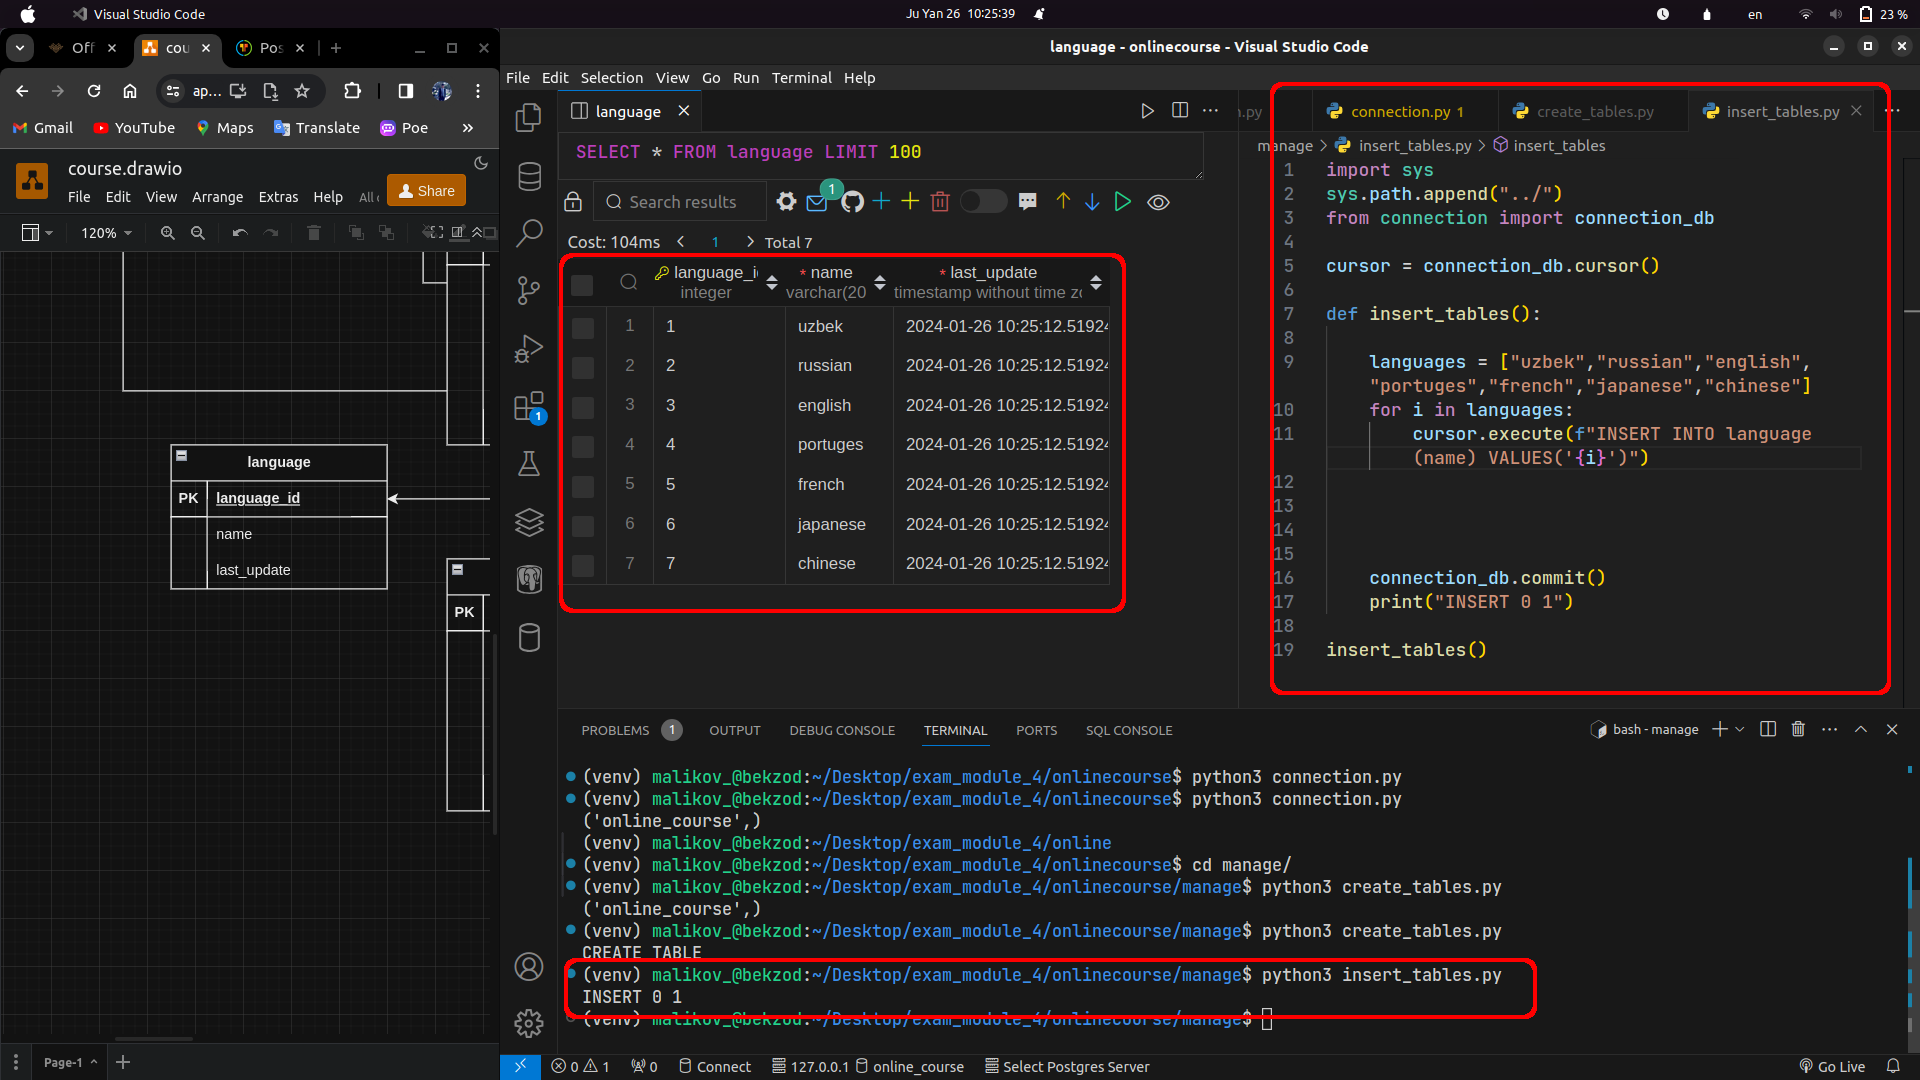 Visual Studio Code
Ju Yan 26 10:25:39
en
23 %
Off
cou
Pos
ap...
Gmail
YouTube
Maps
Translate
Poe
course.drawio
File Edit View Arrange Extras Help
Share
120%
language
PK language_id
name
last_update
PK
Page-1
language - onlinecourse - Visual Studio Code
File Edit Selection View Go Run Terminal Help
language
SELECT * FROM language LIMIT 100
Search results
1
Cost: 104ms 1 Total 7
language_i * name * last_update
integer varchar(20 timestamp without time zo
1 1 uzbek 2024-01-26 10:25:12.51924
2 2 russian 2024-01-26 10:25:12.51924
3 3 english 2024-01-26 10:25:12.51924
4 4 portuges 2024-01-26 10:25:12.51924
5 5 french 2024-01-26 10:25:12.51924
6 6 japanese 2024-01-26 10:25:12.51924
7 7 chinese 2024-01-26 10:25:12.51924
1
.py connection.py 1 create_tables.py insert_tables.py
manage > insert_tables.py > insert_tables
1 import sys
2 sys.path.append("../")
3 from connection import connection_db
4
5 cursor = connection_db.cursor()
6
7 def insert_tables():
8
9 languages = ["uzbek","russian","english",
"portuges","french","japanese","chinese"]
10 for i in languages:
11 cursor.execute(f"INSERT INTO language
(name) VALUES('{i}')")
12
13
14
15
16 connection_db.commit()
17 print("INSERT 0 1")
18
19 insert_tables()
PROBLEMS 1 OUTPUT DEBUG CONSOLE TERMINAL PORTS SQL CONSOLE
bash - manage
(venv) malikov_@bekzod:~/Desktop/exam_module_4/onlinecourse$ python3 connection.py
(venv) malikov_@bekzod:~/Desktop/exam_module_4/onlinecourse$ python3 connection.py
('online_course',)
(venv) malikov_@bekzod:~/Desktop/exam_module_4/online
(venv) malikov_@bekzod:~/Desktop/exam_module_4/onlinecourse$ cd manage/
(venv) malikov_@bekzod:~/Desktop/exam_module_4/onlinecourse/manage$ python3 create_tables.py
('online_course',)
(venv) malikov_@bekzod:~/Desktop/exam_module_4/onlinecourse/manage$ python3 create_tables.py
CREATE TABLE
(venv) malikov_@bekzod:~/Desktop/exam_module_4/onlinecourse/manage$ python3 insert_tables.py
INSERT 0 1
(venv) malikov_@bekzod:~/Desktop/exam_module_4/onlinecourse/manage$
0 1 0 Connect 127.0.0.1 online_course Select Postgres Server
Go Live